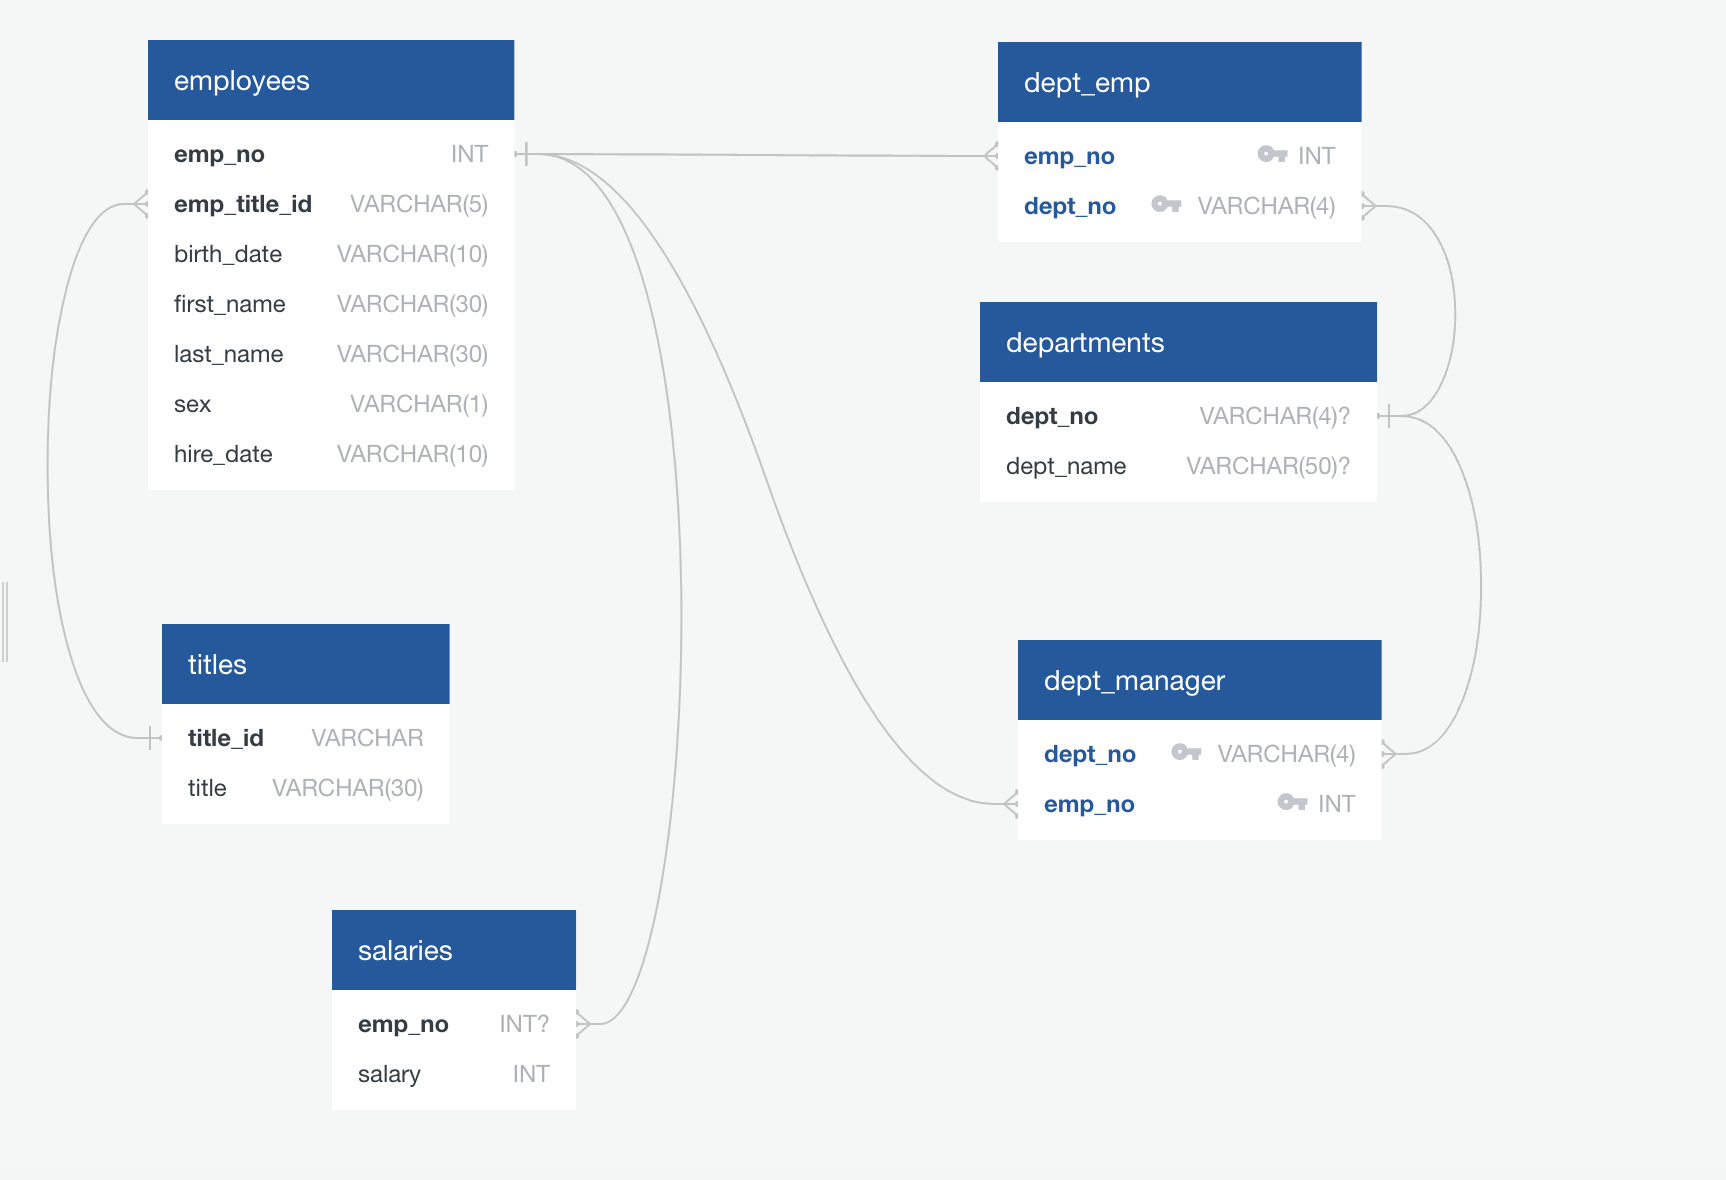 employees
emp_no INT
emp_title_id VARCHAR(5)
birth_date VARCHAR(10)
first_name VARCHAR(30)
last_name VARCHAR(30)
sex VARCHAR(1)
hire_date VARCHAR(10)
dept_emp
emp_no INT
dept_no VARCHAR(4)
departments
dept_no VARCHAR(4)?
dept_name VARCHAR(50)?
titles
title_id VARCHAR
title VARCHAR(30)
dept_manager
dept_no VARCHAR(4)
emp_no INT
salaries
emp_no INT?
salary INT